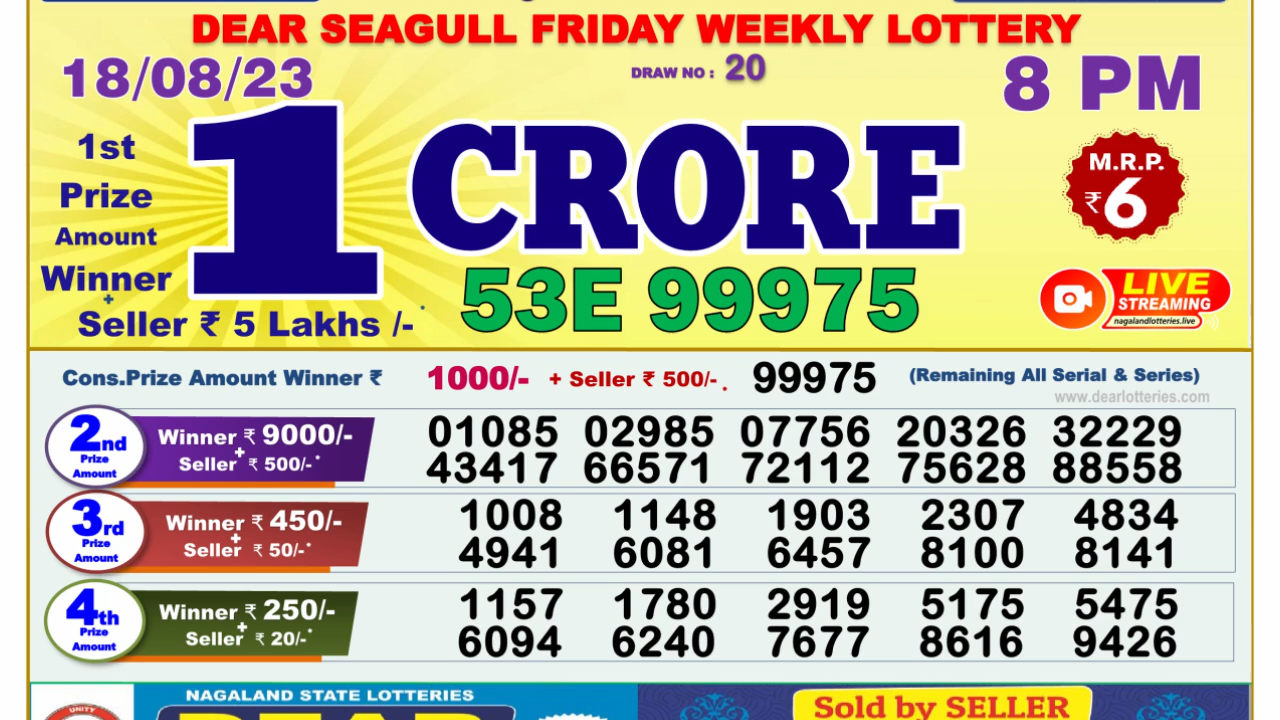 DEAR SEAGULL FRIDAY WEEKLY LOTTERY
18/08/23
DRAW NO : 20
8 PM
1st
Prize
Amount
Winner
+
Seller ₹ 5 Lakhs /-*
1 CRORE
53E 99975
M.R.P.
₹ 6
LIVE
STREAMING
nagalandlotteries.live
Cons.Prize Amount Winner ₹ 1000/- + Seller ₹ 500/- . 99975 (Remaining All Serial & Series)
www.dearlotteries.com
2nd
Prize
Amount
Winner ₹ 9000/-
+
Seller ₹ 500/-*
01085 02985 07756 20326 32229
43417 66571 72112 75628 88558
3rd
Prize
Amount
Winner ₹ 450/-
+
Seller ₹ 50/-*
1008 1148 1903 2307 4834
4941 6081 6457 8100 8141
4th
Prize
Amount
Winner ₹ 250/-
+
Seller ₹ 20/-*
1157 1780 2919 5175 5475
6094 6240 7677 8616 9426
UNITY
NAGALAND STATE LOTTERIES
DEAR
Sold by SELLER